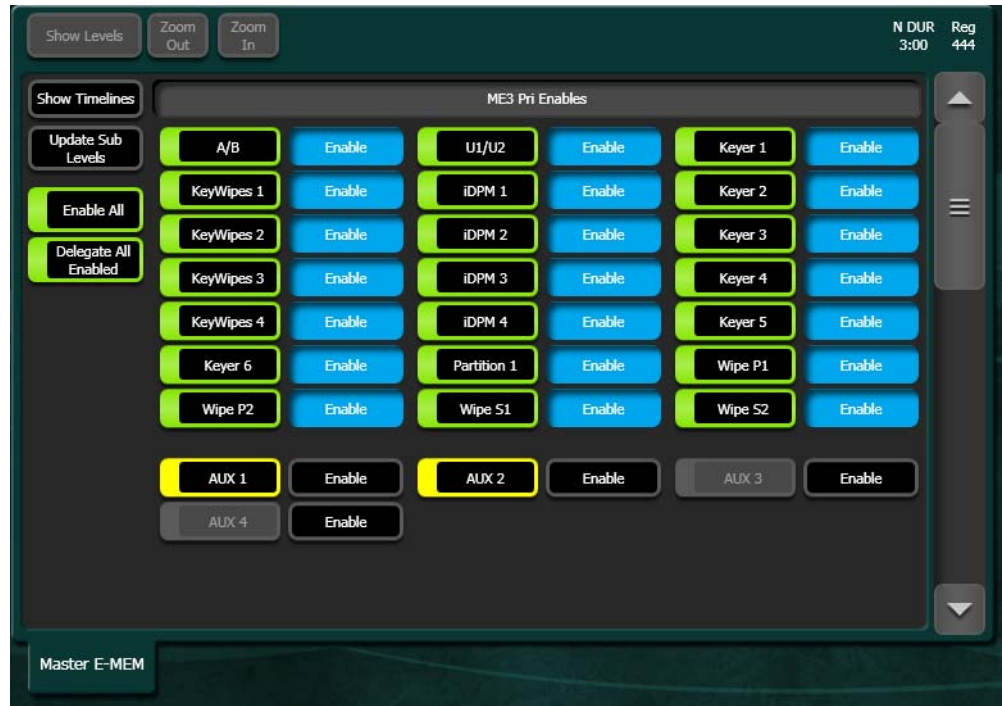 Show Levels Zoom Zoom N DUR Reg
Out In 3:00 444
Show Timelines ME3 Pri Enables
Update Sub
Levels
A/B Enable U1/U2 Enable Keyer 1 Enable
Enable All
KeyWipes 1 Enable iDPM 1 Enable Keyer 2 Enable
Delegate All
Enabled
KeyWipes 2 Enable iDPM 2 Enable Keyer 3 Enable
KeyWipes 3 Enable iDPM 3 Enable Keyer 4 Enable
KeyWipes 4 Enable iDPM 4 Enable Keyer 5 Enable
Keyer 6 Enable Partition 1 Enable Wipe P1 Enable
Wipe P2 Enable Wipe S1 Enable Wipe S2 Enable
AUX 1 Enable AUX 2 Enable AUX 3 Enable
AUX 4 Enable
Master E-MEM